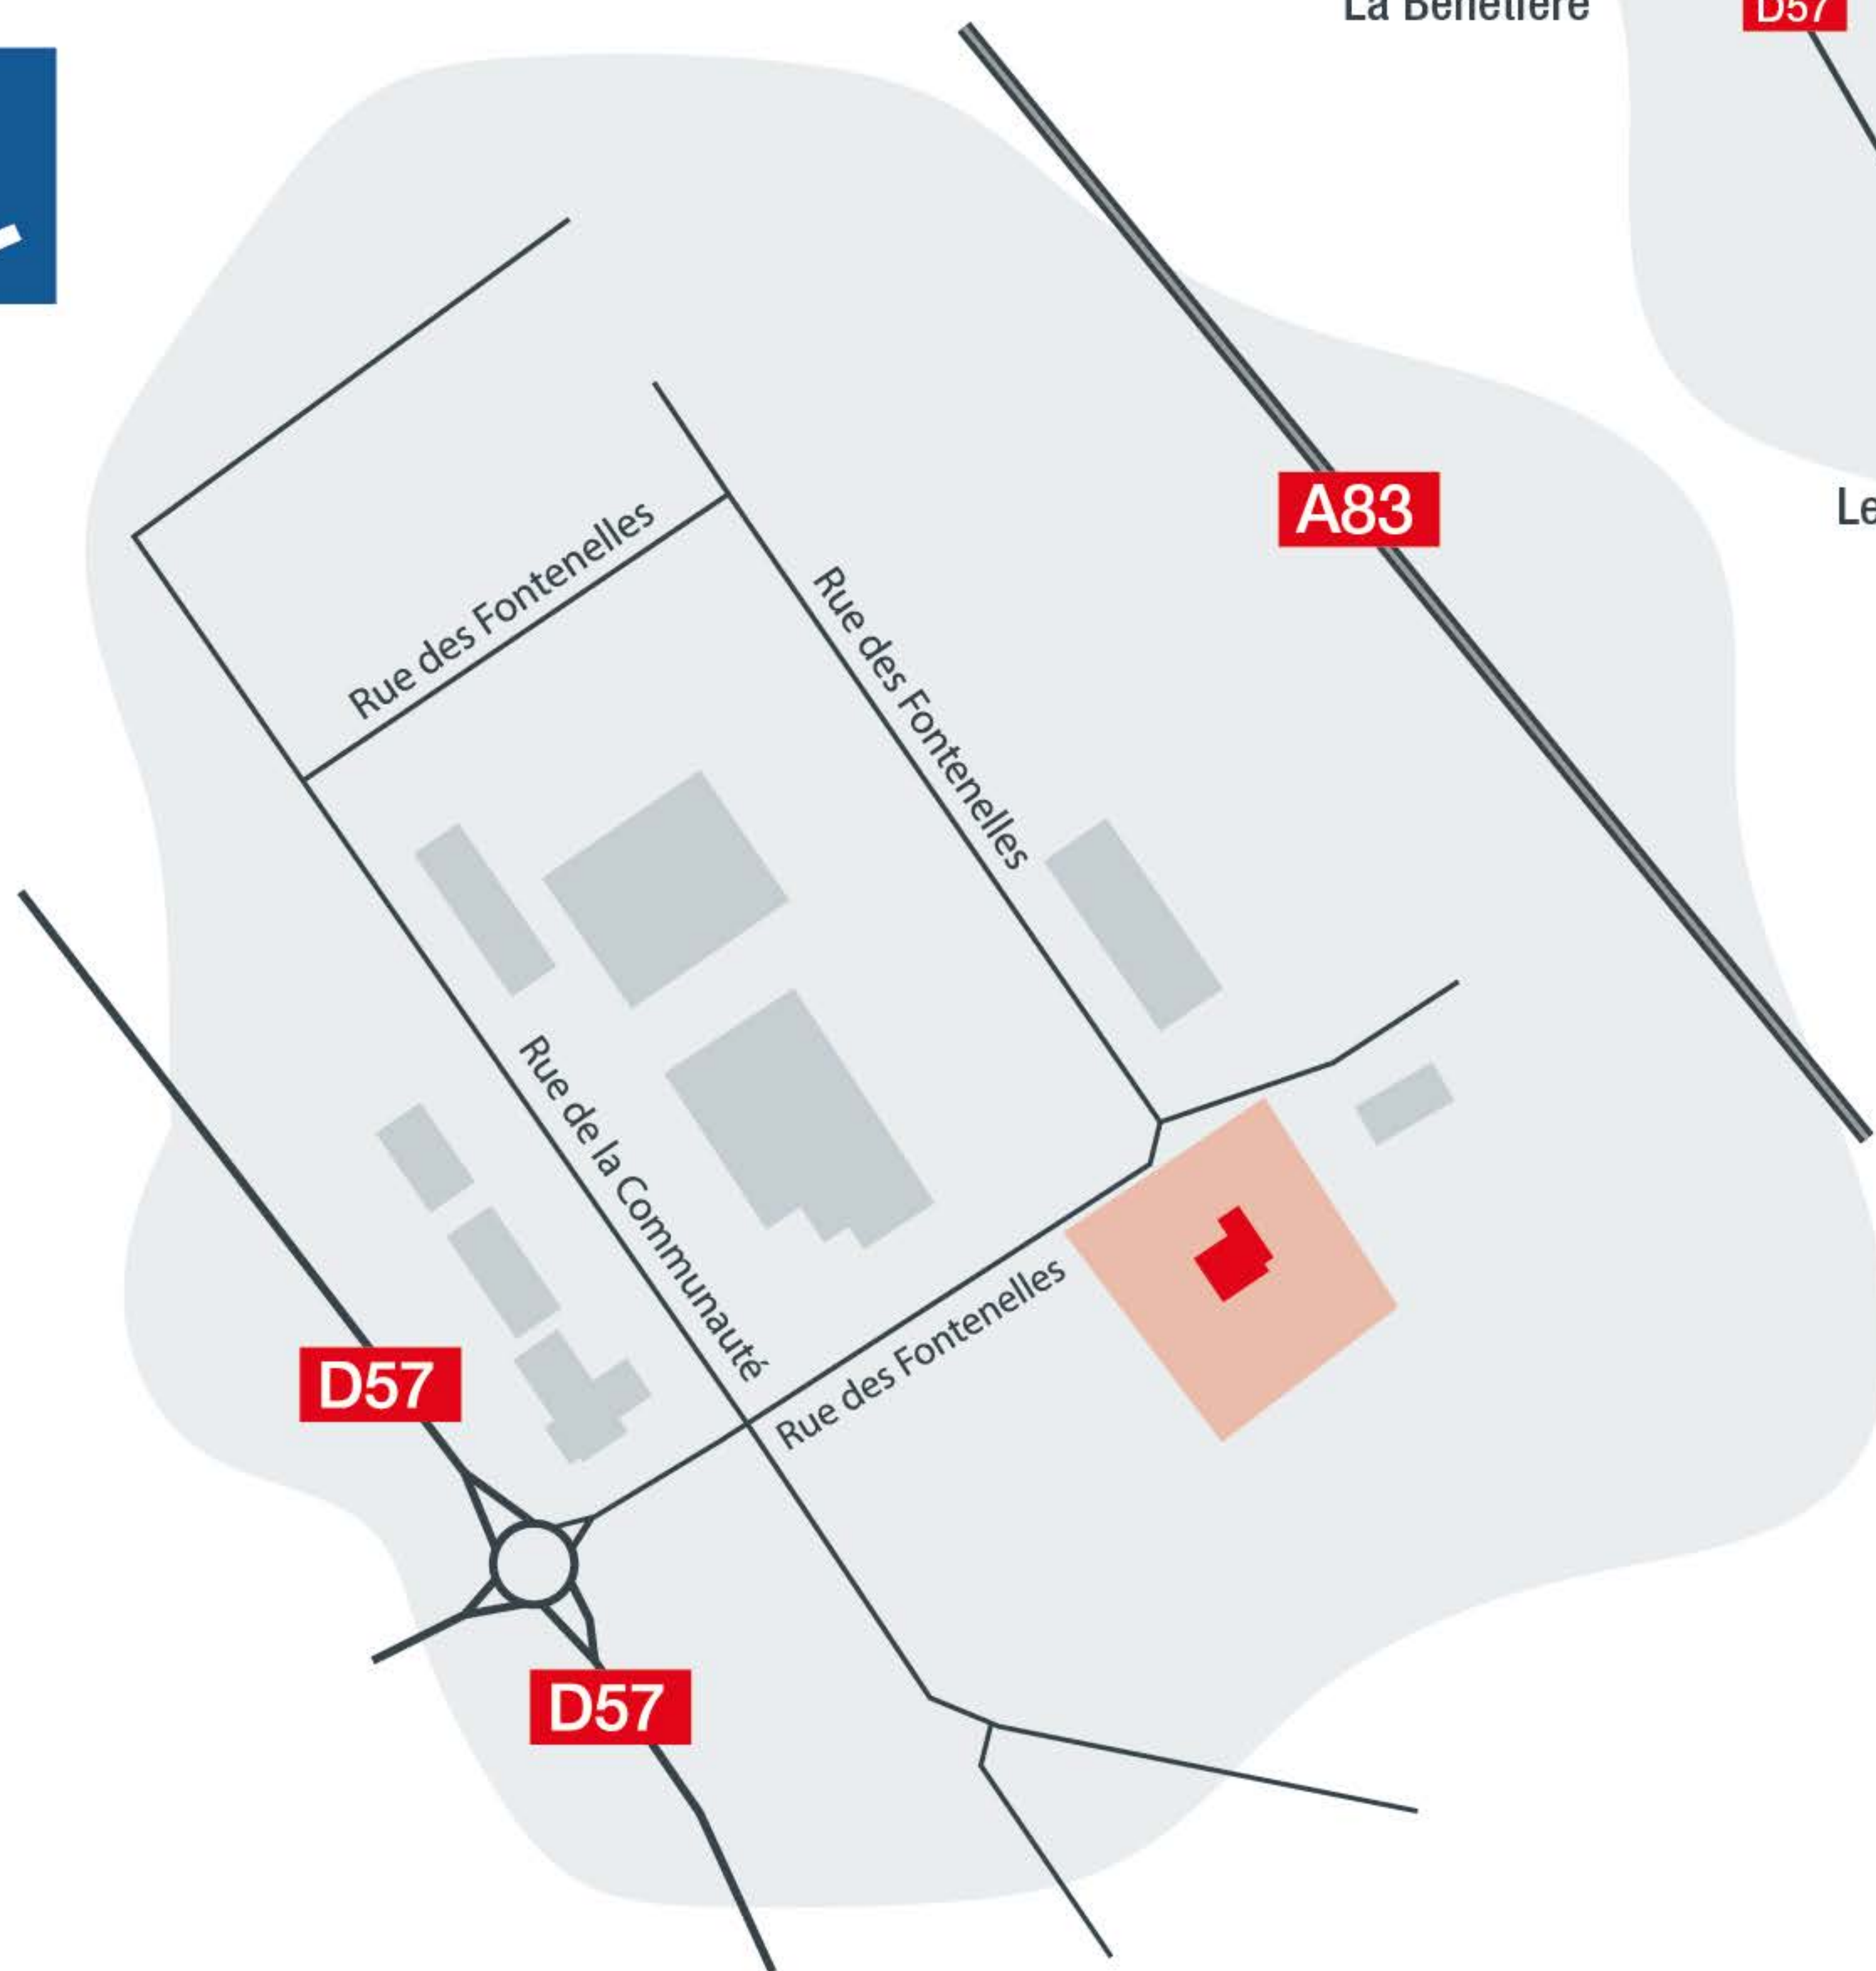 La Bénetière
D57
A83
Le
Rue des Fontenelles
Rue des Fontenelles
Rue de la Communauté
Rue des Fontenelles
D57
D57